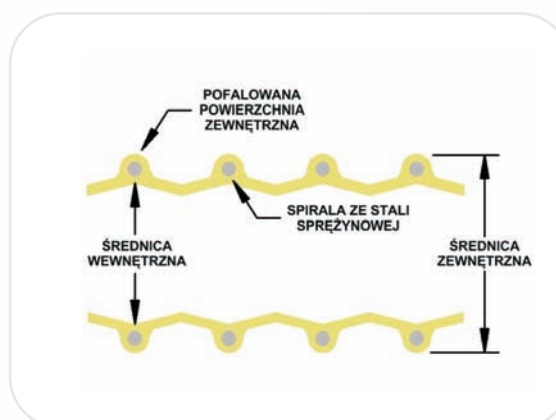 POFALOWANA
POWIERZCHNIA
ZEWNĘTRZNA
SPIRALA ZE STALI
SPRĘŻYNOWEJ
ŚREDNICA
WEWNĘTRZNA
ŚREDNICA
ZEWNĘTRZNA